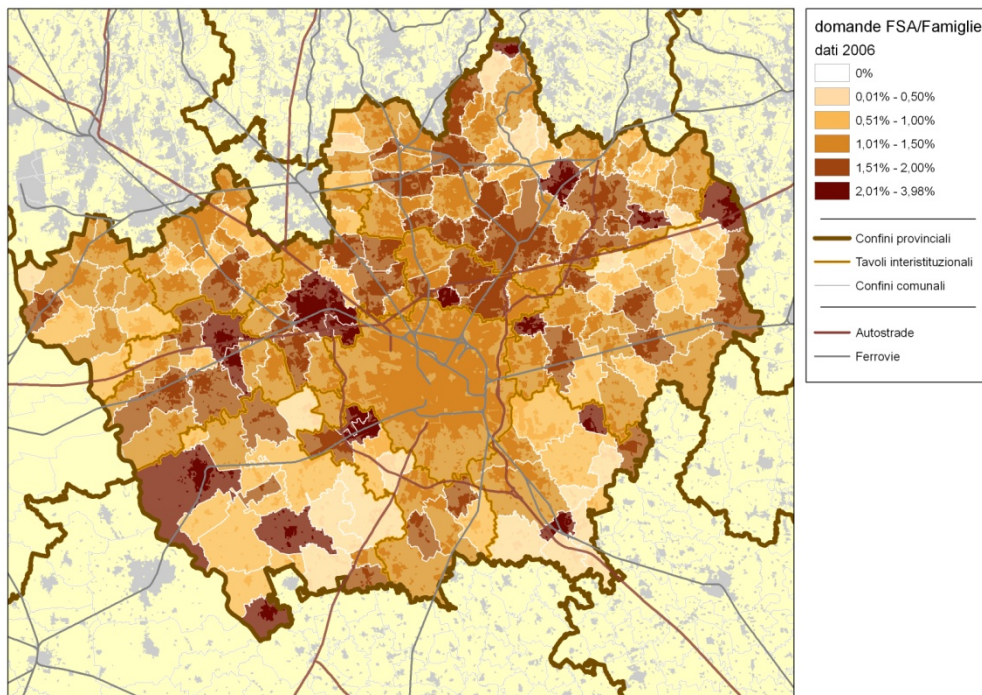 domande FSA/Famiglie
dati 2006
0%
0,01% - 0,50%
0,51% - 1,00%
1,01% - 1,50%
1,51% - 2,00%
2,01% - 3,98%
Confini provinciali
Tavoli interistituzionali
Confini comunali
Autostrade
Ferrovie